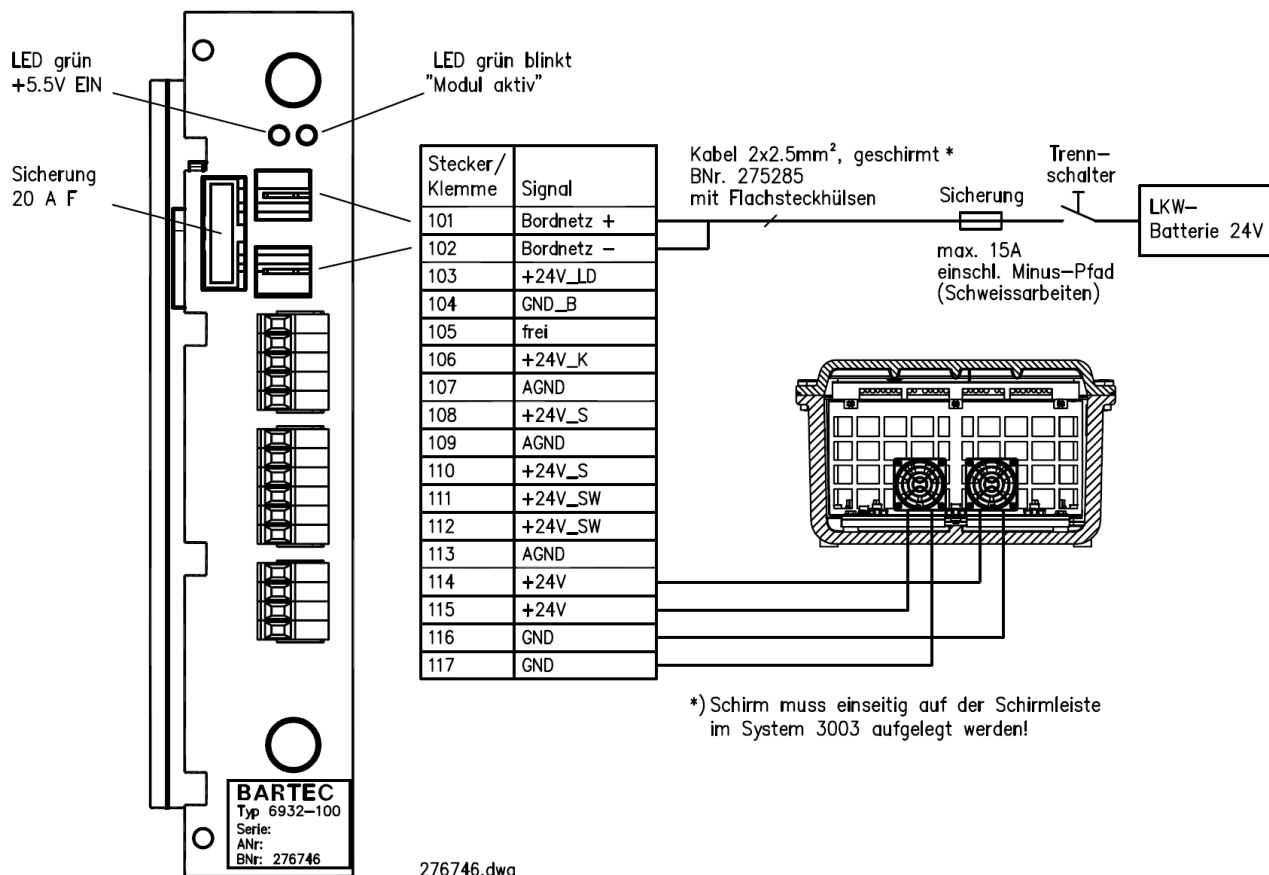 LED grün
+5.5V EIN
LED grün blinkt
"Modul aktiv"
Sicherung
20 A F
Stecker/
Klemme Signal
101 Bordnetz +
102 Bordnetz –
103 +24V_LD
104 GND_B
105 frei
106 +24V_K
107 AGND
108 +24V_S
109 AGND
110 +24V_S
111 +24V_SW
112 +24V_SW
113 AGND
114 +24V
115 +24V
116 GND
117 GND
Kabel 2x2.5mm², geschirmt *
BNr. 275285
mit Flachsteckhülsen
Sicherung
max. 15A
einschl. Minus–Pfad
(Schweissarbeiten)
Trenn–
schalter
LKW–
Batterie 24V
*) Schirm muss einseitig auf der Schirmleiste
im System 3003 aufgelegt werden!
BARTEC
Typ 6932–100
Serie:
ANr:
BNr: 276746
276746.dwg